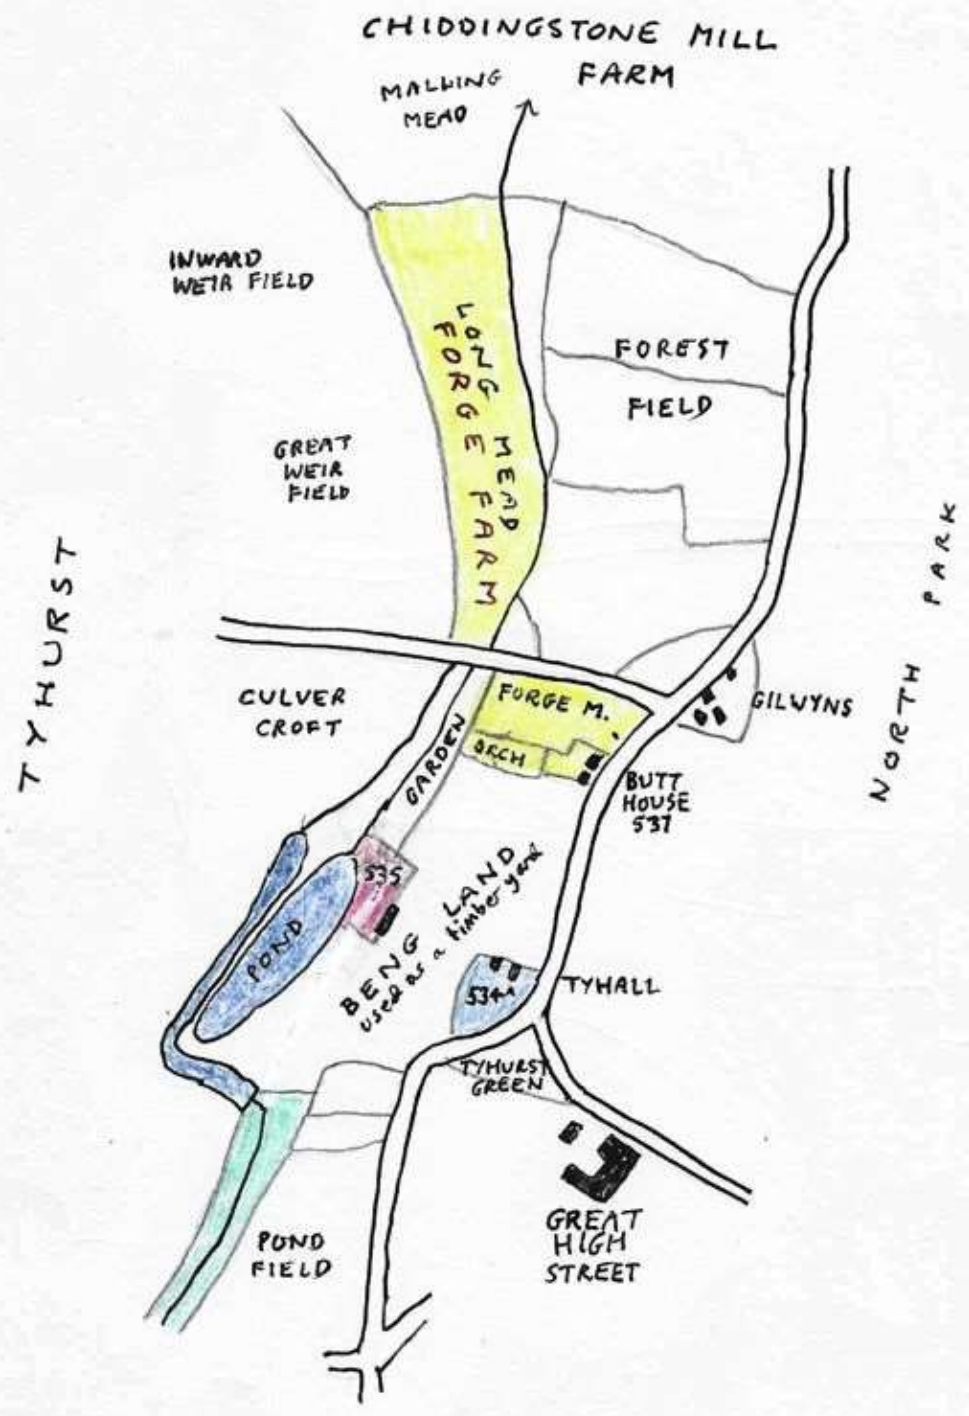 CHIDDINGSTONE MILL
FARM
MALLING
MEAD
INWARD
WEIR FIELD
LONG MEAD
FORGE FARM
FOREST
FIELD
GREAT
WEIR
FIELD
TYHURST
NORTH PARK
CULVER
CROFT
FORGE M.
GILWYNS
ORCH
GARDEN
BUTT
HOUSE
537
535
POND
BENG LAND
used as a timber yard
534
TYHALL
TYHURST
GREEN
POND
FIELD
GREAT
HIGH
STREET